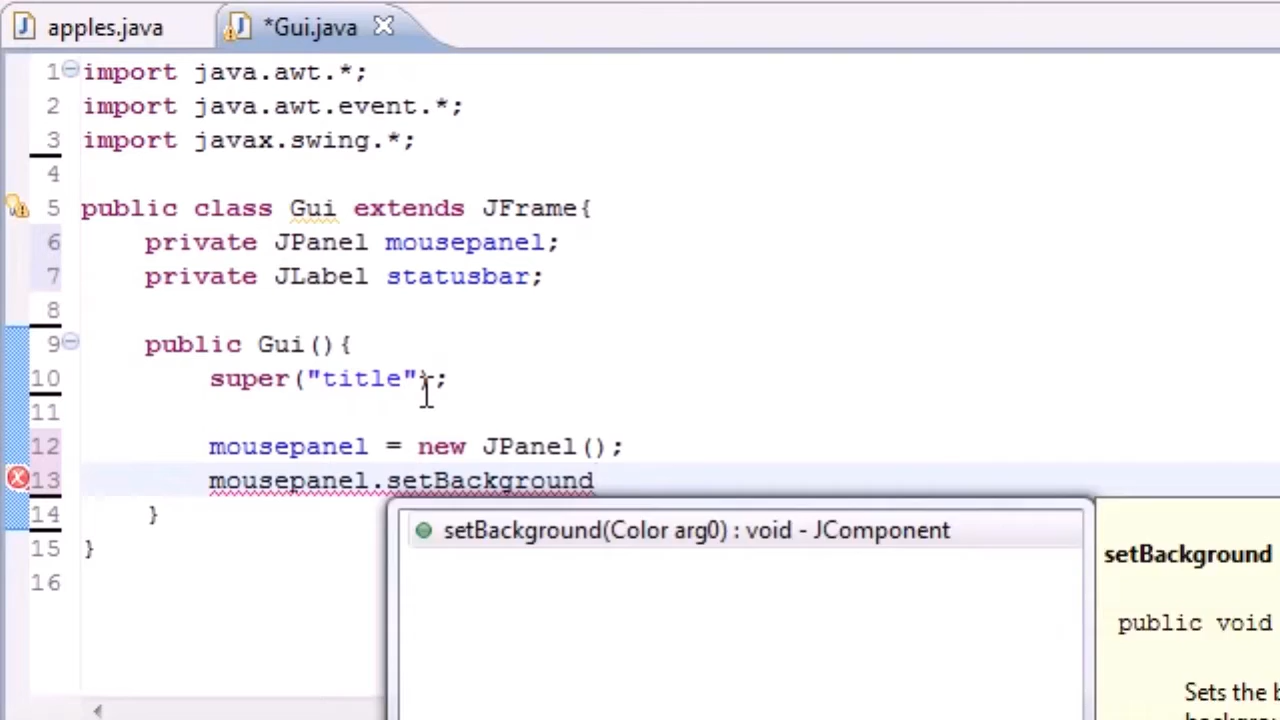 apples.java
*Gui.java
1 import java.awt.*;
2 import java.awt.event.*;
3 import javax.swing.*;
4
5 public class Gui extends JFrame{
6 private JPanel mousepanel;
7 private JLabel statusbar;
8
9 public Gui(){
10 super("title");
11
12 mousepanel = new JPanel();
13 mousepanel.setBackground
14 }
15 }
16
setBackground(Color arg0) : void - JComponent
setBackground
public void
Sets the